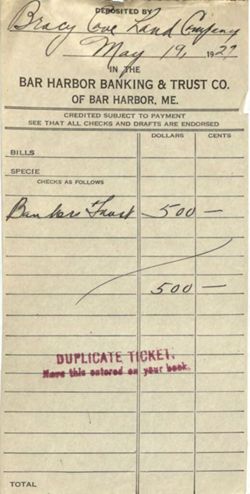 DEPOSITED BY
Bracy Cove Land Company
May 19, 1927
IN THE
BAR HARBOR BANKING & TRUST CO.
OF BAR HARBOR, ME.
CREDITED SUBJECT TO PAYMENT
SEE THAT ALL CHECKS AND DRAFTS ARE ENDORSED
DOLLARS CENTS
BILLS
SPECIE
CHECKS AS FOLLOWS
Bankers Trust 500 —
500 —
DUPLICATE TICKET.
Have this entered on your book.
TOTAL